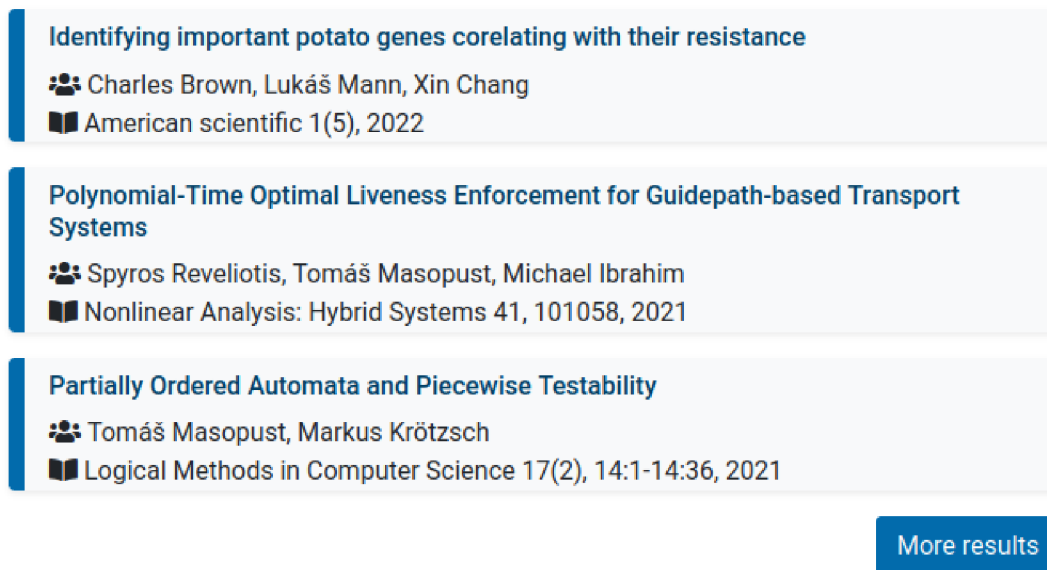 Identifying important potato genes corelating with their resistance
Charles Brown, Lukáš Mann, Xin Chang
American scientific 1(5), 2022
Polynomial-Time Optimal Liveness Enforcement for Guidepath-based Transport
Systems
Spyros Reveliotis, Tomáš Masopust, Michael Ibrahim
Nonlinear Analysis: Hybrid Systems 41, 101058, 2021
Partially Ordered Automata and Piecewise Testability
Tomáš Masopust, Markus Krötzsch
Logical Methods in Computer Science 17(2), 14:1-14:36, 2021
More results